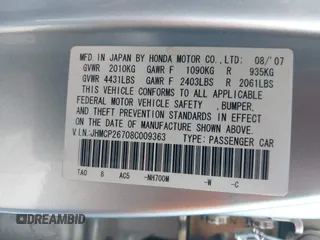 MFD. IN JAPAN BY HONDA MOTOR CO., LTD: 08/'07
GVWR 2010KG GAWR F 1090KG R 935KG
GVWR 4431LBS GAWR F 2403LBS R 2061LBS
THIS VEHICLE CONFORMS TO ALL APPLICABLE
FEDERAL MOTOR VEHICLE SAFETY , BUMPER,
AND THEFT PREVENTION STANDARDS IN EFFECT
ON THE DATE OF MANUFACTURE SHOWN ABOVE.
V.I.N.:JHMCP26708C009363 TYPE: PASSENGER CAR
TA0 8 AC5 -NH700M -W -C
DREAMBID